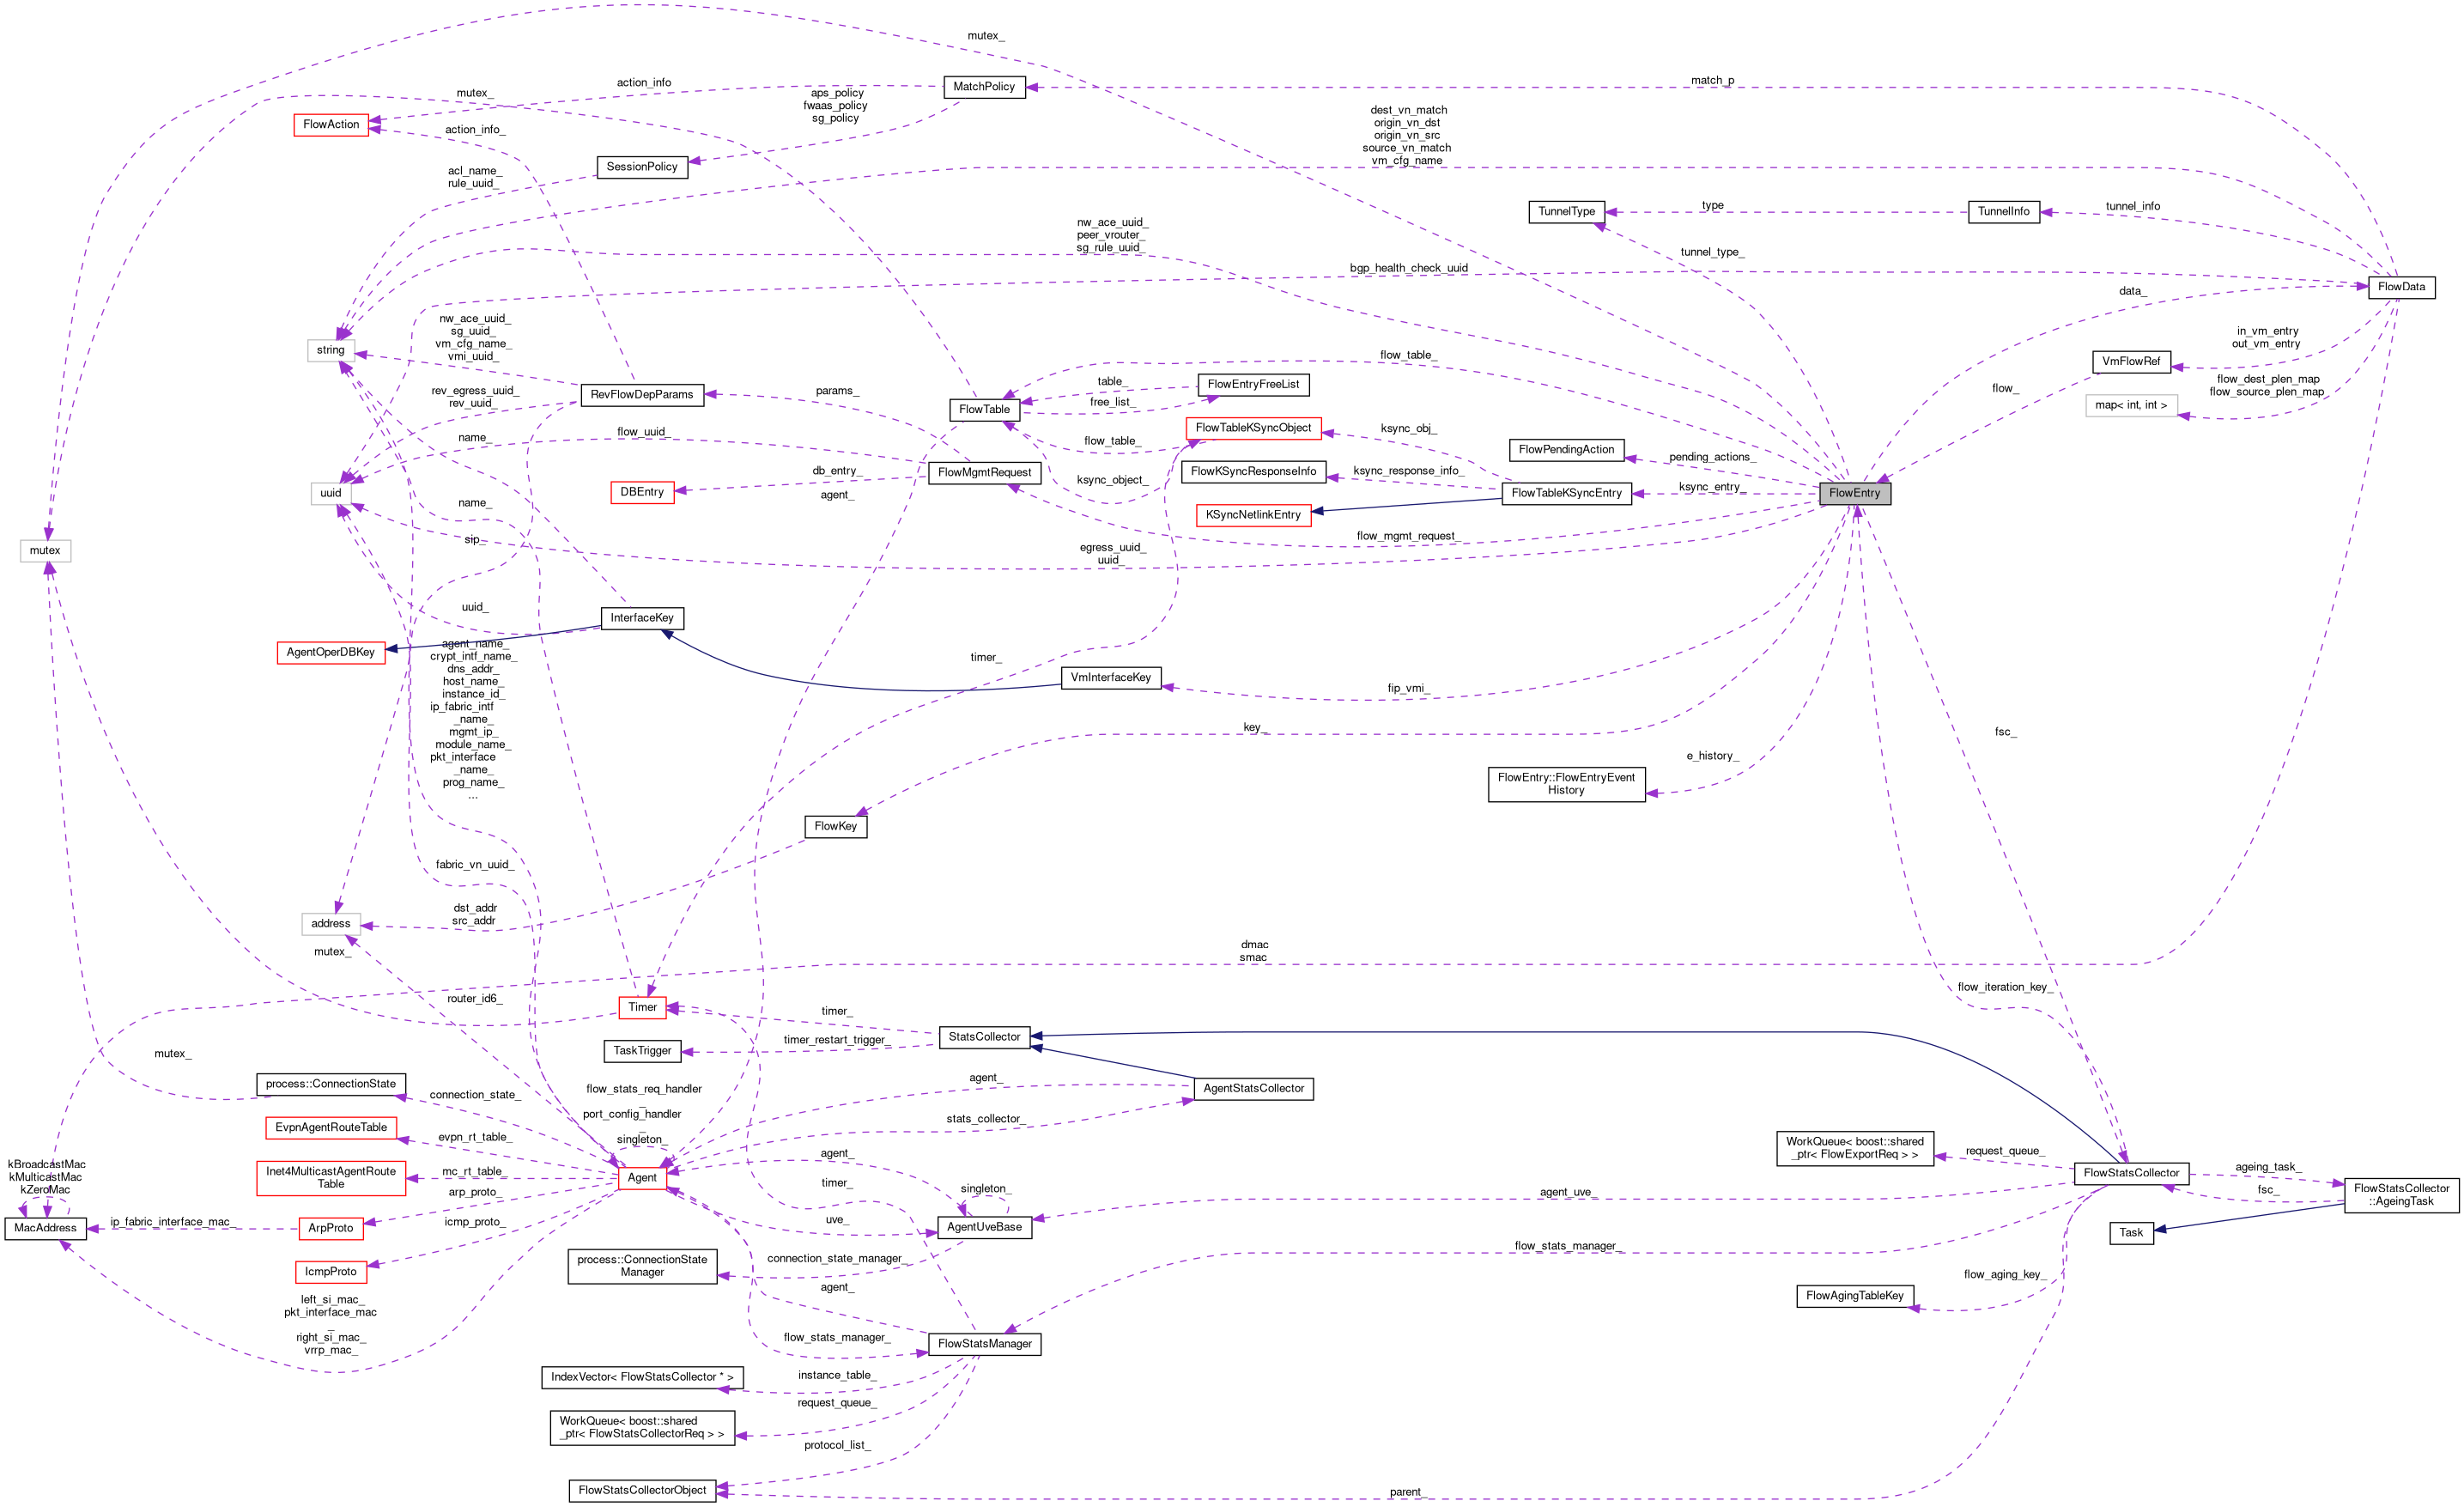 mutex_
action_info
mutex_
MatchPolicy
match_p
aps_policy
fwaas_policy
sg_policy
FlowAction
action_info_
dest_vn_match
origin_vn_dst
origin_vn_src
source_vn_match
vm_cfg_name
SessionPolicy
acl_name_
rule_uuid_
TunnelType
type
TunnelInfo
tunnel_info
nw_ace_uuid_
peer_vrouter_
sg_rule_uuid_
tunnel_type_
bgp_health_check_uuid
FlowData
data_
nw_ace_uuid_
sg_uuid_
vm_cfg_name_
vmi_uuid_
string
in_vm_entry
out_vm_entry
flow_table_
VmFlowRef
rev_egress_uuid_
rev_uuid_
RevFlowDepParams
params_
table_
FlowEntryFreeList
flow_
flow_dest_plen_map
flow_source_plen_map
map< int, int >
FlowTable
free_list_
name_
flow_uuid_
flow_table_
FlowTableKSyncObject
ksync_obj_
FlowPendingAction
pending_actions_
uuid
db_entry_
FlowMgmtRequest
FlowKSyncResponseInfo
ksync_response_info_
ksync_object_
DBEntry
agent_
FlowTableKSyncEntry
ksync_entry_
FlowEntry
name_
KSyncNetlinkEntry
mutex
sip_
flow_mgmt_request_
egress_uuid_
uuid_
uuid_
InterfaceKey
AgentOperDBKey
agent_name_
crypt_intf_name_
dns_addr_
host_name_
instance_id_
ip_fabric_intf
_name_
mgmt_ip_
module_name_
pkt_interface
_name_
prog_name_
...
timer_
VmInterfaceKey
fip_vmi_
key_
fsc_
e_history_
FlowEntry::FlowEntryEvent
History
FlowKey
fabric_vn_uuid_
dst_addr
src_addr
address
mutex_
dmac
smac
router_id6_
Timer
flow_iteration_key_
timer_
StatsCollector
mutex_
TaskTrigger
timer_restart_trigger_
process::ConnectionState
connection_state_
flow_stats_req_handler
_
port_config_handler
_
singleton_
agent_
AgentStatsCollector
stats_collector_
EvpnAgentRouteTable
evpn_rt_table_
WorkQueue< boost::shared
_ptr< FlowExportReq > >
request_queue_
kBroadcastMac
kMulticastMac
kZeroMac
Inet4MulticastAgentRoute
Table
mc_rt_table_
Agent
agent_
timer_
singleton_
FlowStatsCollector
ageing_task_
fsc_
FlowStatsCollector
::AgeingTask
agent_uve_
arp_proto_
MacAddress
ip_fabric_interface_mac_
ArpProto
icmp_proto_
uve_
AgentUveBase
Task
IcmpProto
process::ConnectionState
Manager
connection_state_manager_
flow_stats_manager_
agent_
flow_aging_key_
FlowAgingTableKey
left_si_mac_
pkt_interface_mac
_
right_si_mac_
vrrp_mac_
flow_stats_manager_
FlowStatsManager
IndexVector< FlowStatsCollector * >
instance_table_
request_queue_
WorkQueue< boost::shared
_ptr< FlowStatsCollectorReq > >
protocol_list_
FlowStatsCollectorObject
parent_